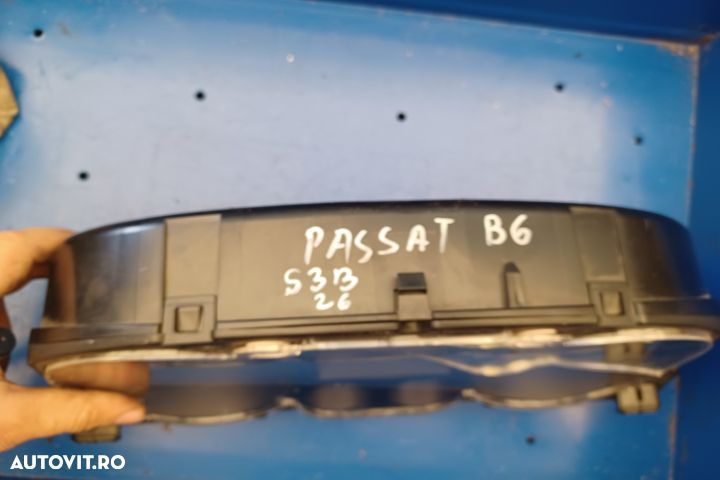 PASSAT B6
S3B
26
AUTOVIT.RO